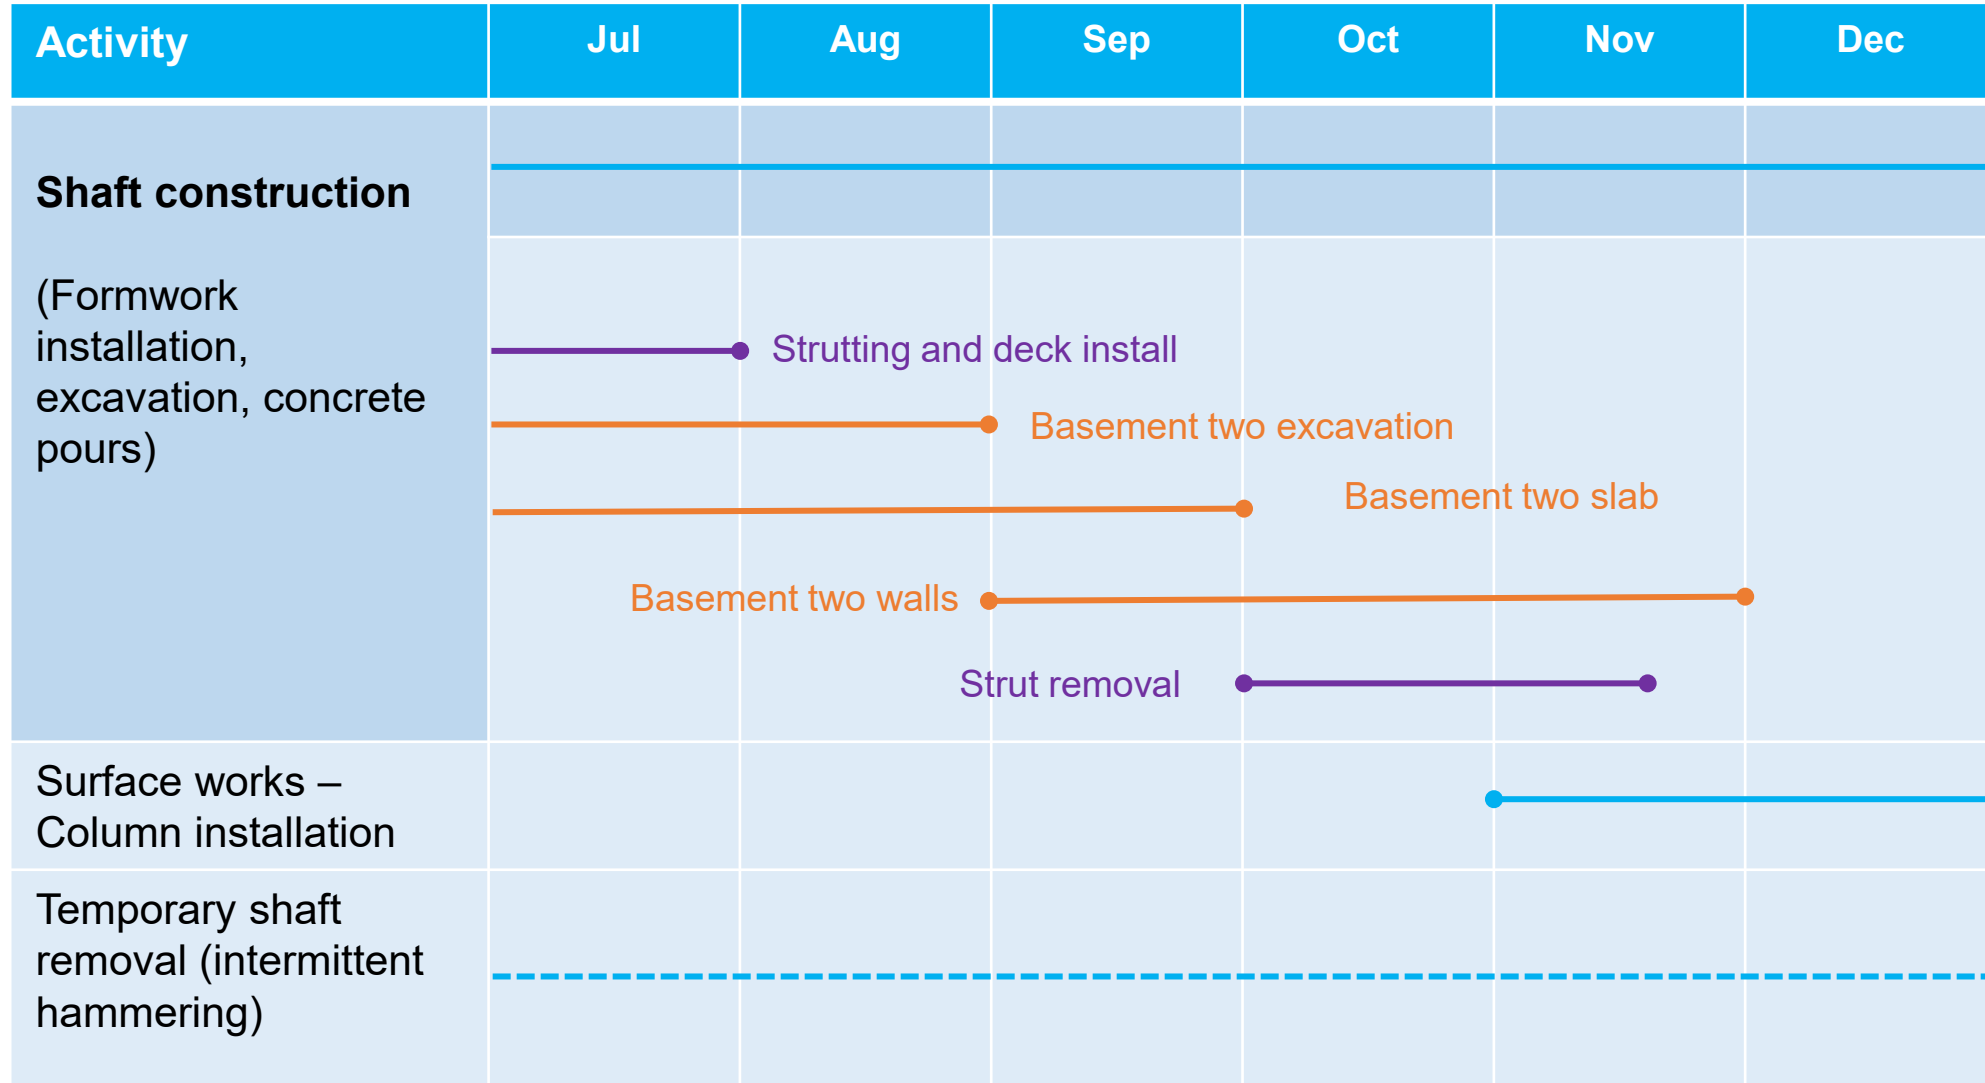 Activity Jul Aug Sep Oct Nov Dec
Shaft construction
(Formwork
installation,
excavation, concrete
pours)
Strutting and deck install
Basement two excavation
Basement two slab
Basement two walls
Strut removal
Surface works –
Column installation
Temporary shaft
removal (intermittent
hammering)